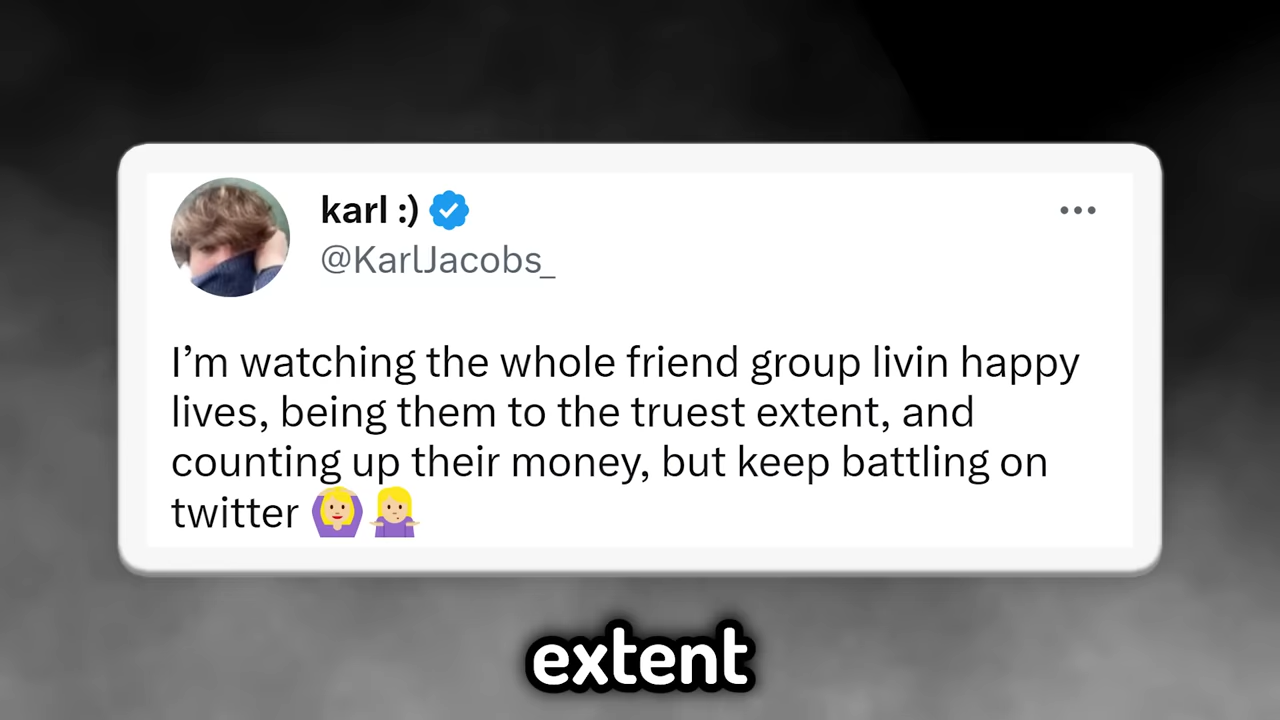 karl :)
@KarlJacobs_
I’m watching the whole friend group livin happy
lives, being them to the truest extent, and
counting up their money, but keep battling on
twitter 🙆🏼‍♀️🤷🏼‍♀️
extent